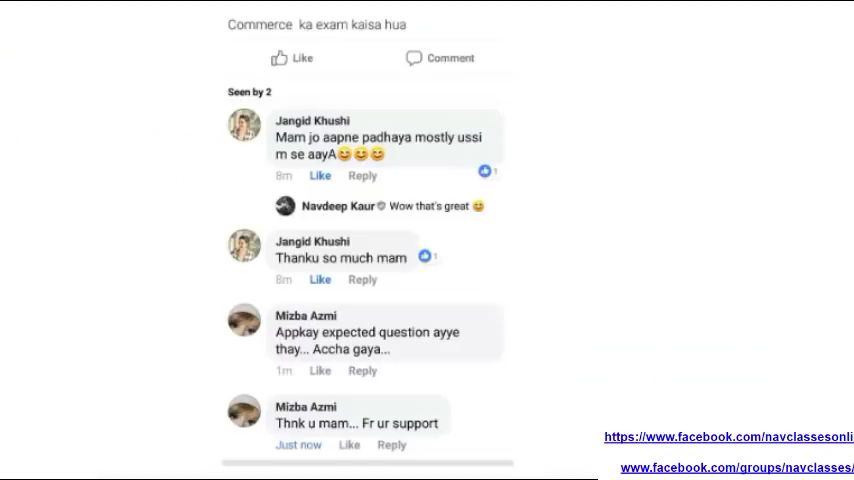 Commerce ka exam kaisa hua
Like
Comment
Seen by 2
Jangid Khushi
Mam jo aapne padhaya mostly ussi
m se aayA😊😊😊
8m Like Reply
1
Navdeep Kaur Wow that's great 😄
Jangid Khushi
Thanku so much mam
1
8m Like Reply
Mizba Azmi
Appkay expected question ayye
thay... Accha gaya...
1m Like Reply
Mizba Azmi
Thnk u mam... Fr ur support
Just now Like Reply
https://www.facebook.com/navclassesonli
www.facebook.com/groups/navclasses/